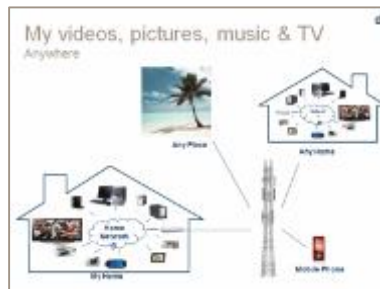 My videos, pictures, music & TV
Anywhere
Any Place
Any Home
Home
Network
My Home
Mobile Phone